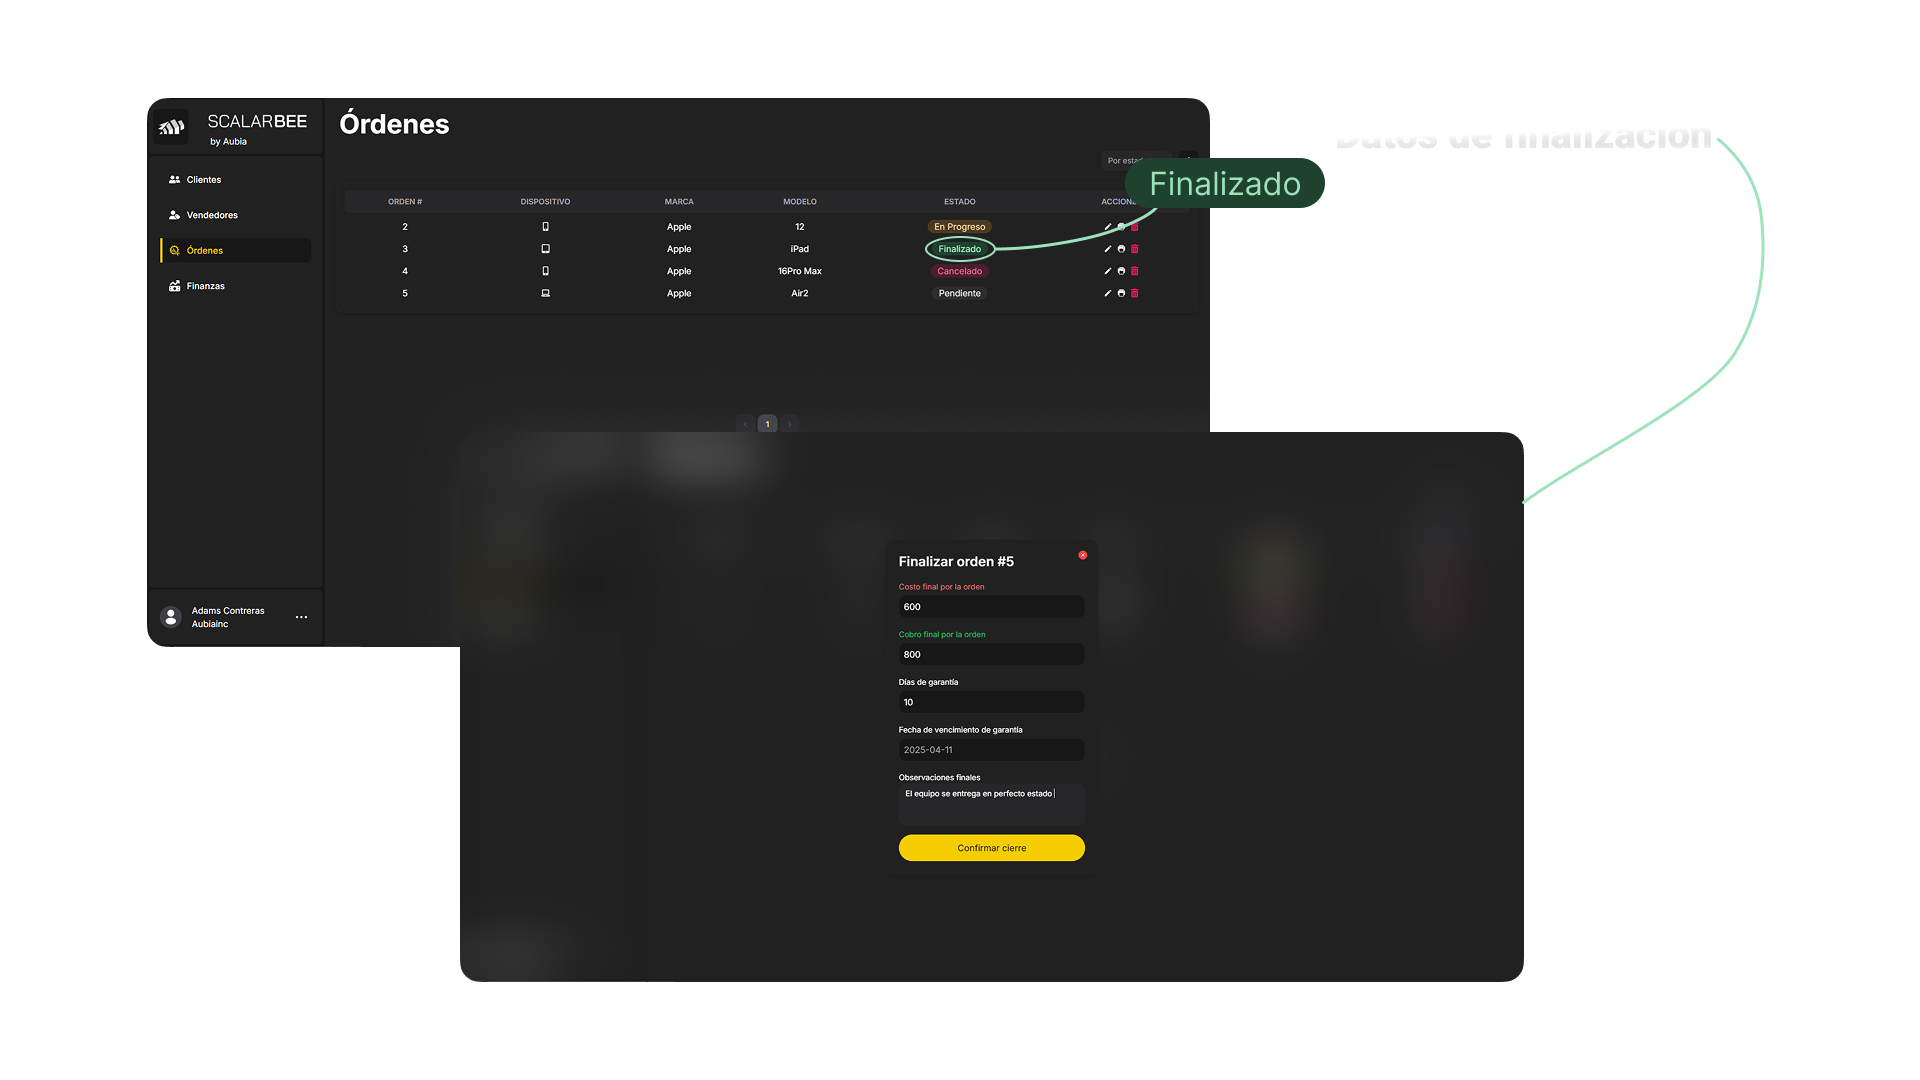 SCALARBEE
by Aubia
Clientes
Vendedores
Órdenes
Finanzas
Adams Contreras
Aubiainc
Órdenes
Por
Finalizado
Datos de finalización
ORDEN # DISPOSITIVO MARCA MODELO ESTADO
2 Apple 12 En Progreso
3 Apple iPad Finalizado
4 Apple 16Pro Max Cancelado
5 Apple Air2 Pendiente
1
Finalizar orden #5
Costo final por la orden
600
Cobro final por la orden
800
Días de garantía
10
Fecha de vencimiento de garantía
2025-04-11
Observaciones finales
El equipo se entrega en perfecto estado
Confirmar cierre